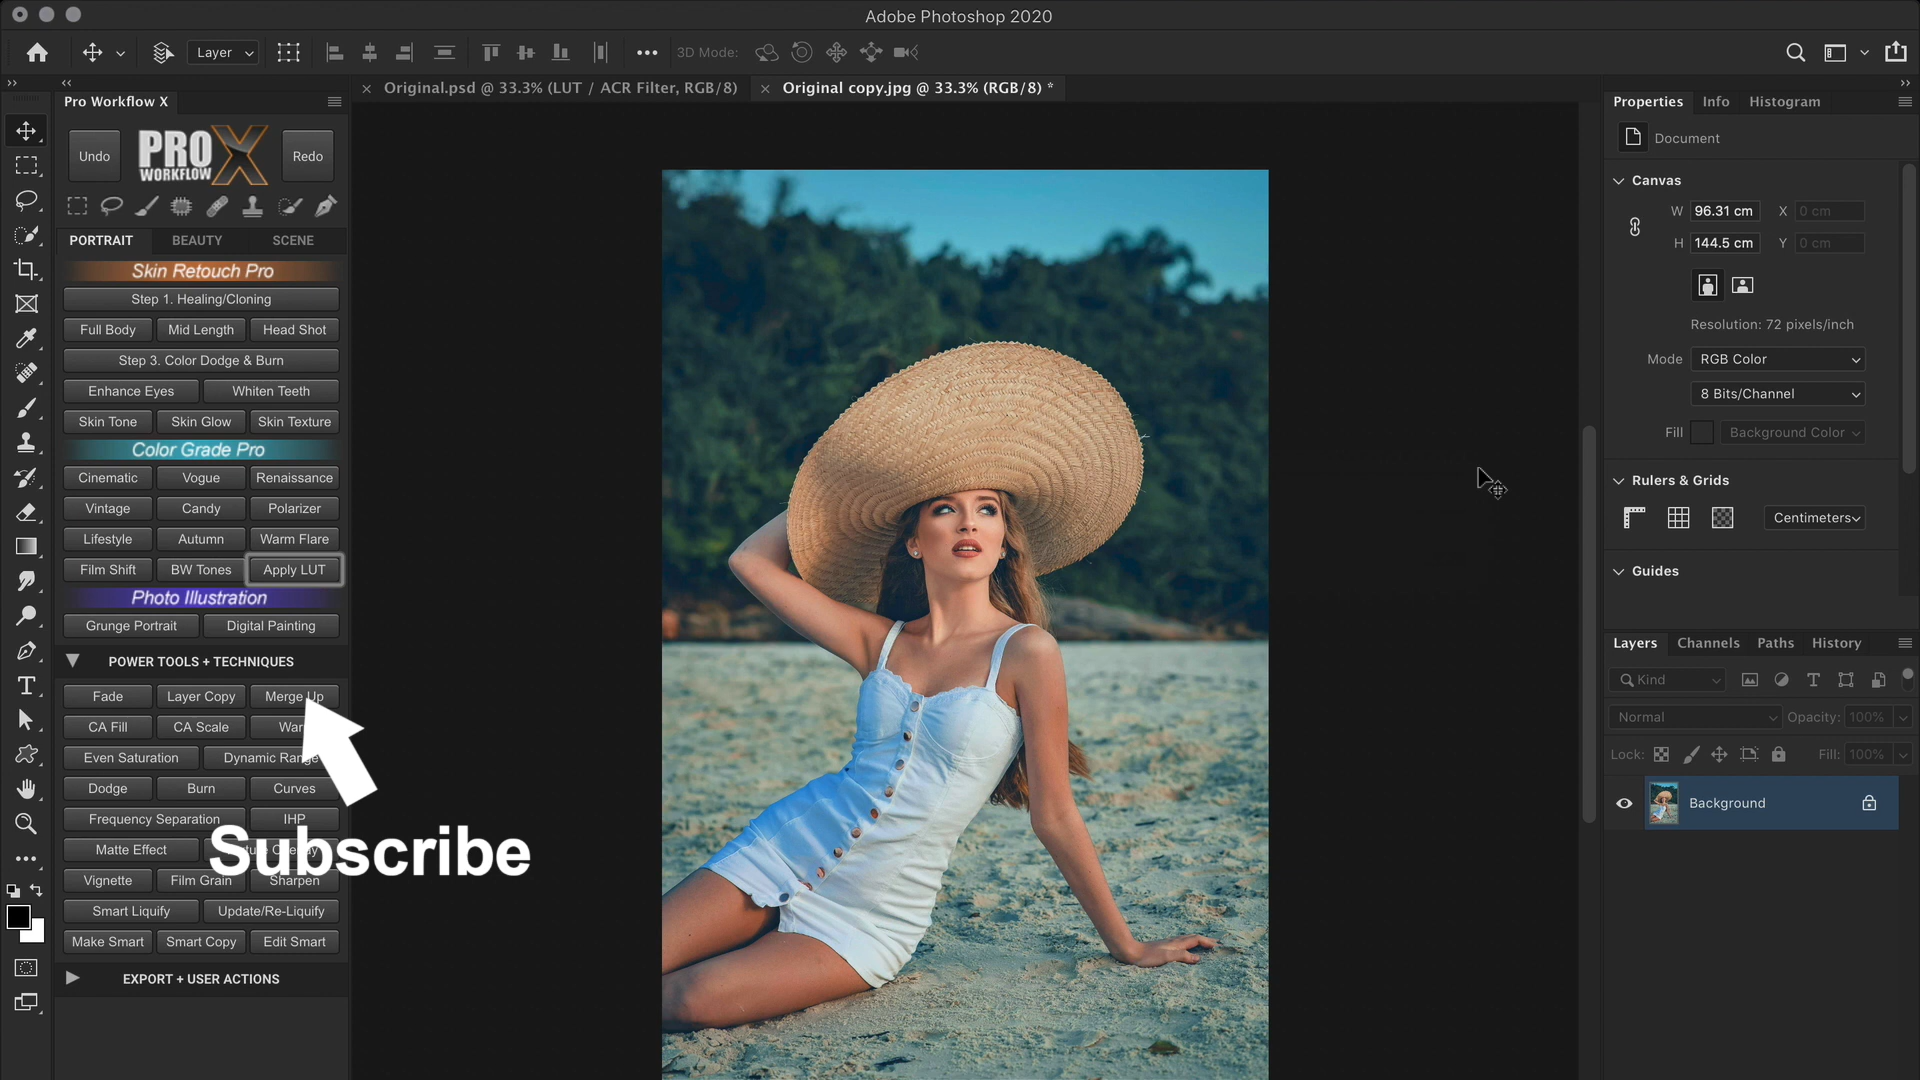 Adobe Photoshop 2020
Layer
3D Mode:
Pro Workflow X
Original.psd @ 33.3% (LUT / ACR Filter, RGB/8)
Original copy.jpg @ 33.3% (RGB/8) *
Undo
PRO X
WORKFLOW
Redo
PORTRAIT BEAUTY SCENE
Skin Retouch Pro
Step 1. Healing/Cloning
Full Body Mid Length Head Shot
Step 3. Color Dodge & Burn
Enhance Eyes Whiten Teeth
Skin Tone Skin Glow Skin Texture
Color Grade Pro
Cinematic Vogue Renaissance
Vintage Candy Polarizer
Lifestyle Autumn Warm Flare
Film Shift BW Tones Apply LUT
Photo Illustration
Grunge Portrait Digital Painting
POWER TOOLS + TECHNIQUES
Fade Layer Copy Merge Up
CA Fill CA Scale
Even Saturation Dynamic Range
Dodge Burn Curves
Frequency Separation IHP
Matte Effect
Subscribe
Vignette Film Grain Sharpen
Smart Liquify Update/Re-Liquify
Make Smart Smart Copy Edit Smart
EXPORT + USER ACTIONS
Properties Info Histogram
Document
Canvas
W 96.31 cm X 0 cm
H 144.5 cm Y 0 cm
Resolution: 72 pixels/inch
Mode RGB Color
8 Bits/Channel
Fill Background Color
Rulers & Grids
Centimeters
Guides
Layers Channels Paths History
Kind
Normal Opacity: 100%
Lock: Fill: 100%
Background